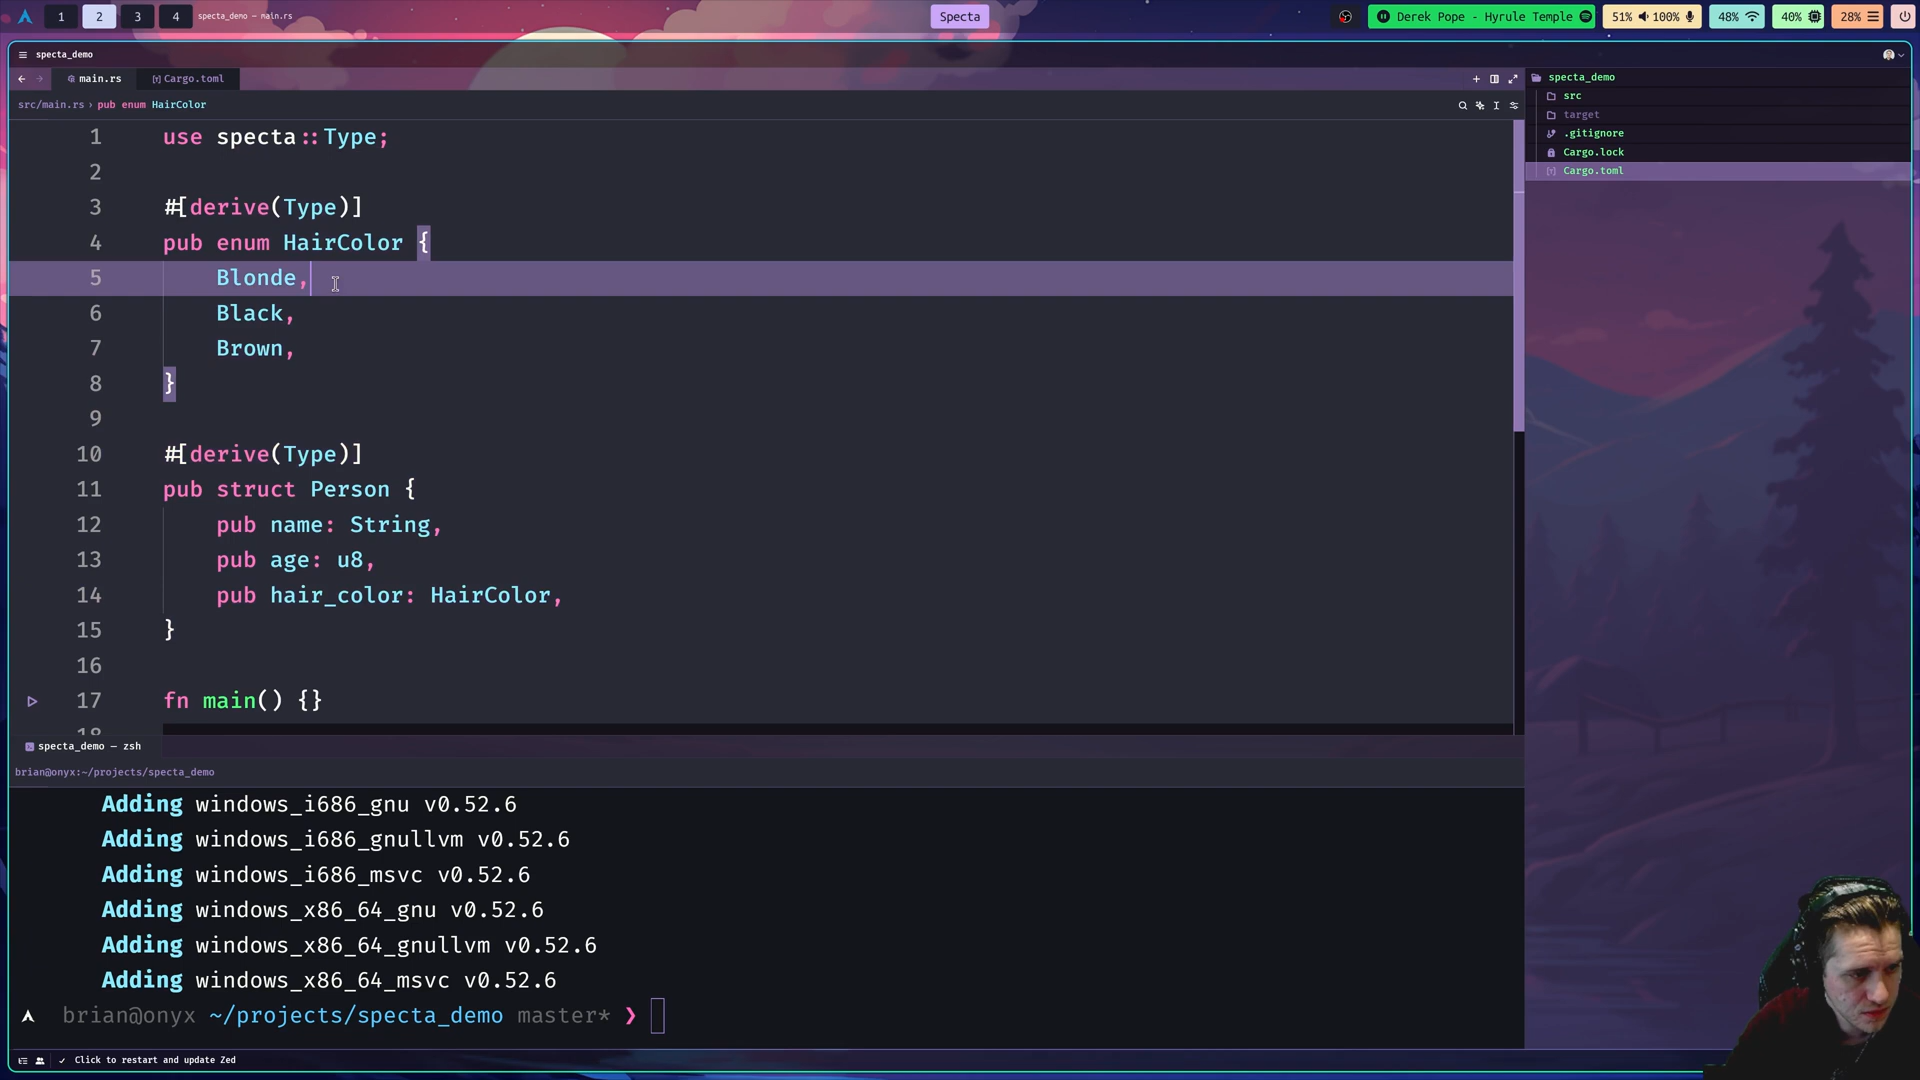 1
2
3
4
specta_demo — main.rs
Specta
Derek Pope - Hyrule Temple
51%
100%
48%
40%
28%
specta_demo
main.rs
Cargo.toml
src/main.rs › pub enum HairColor
1 use specta::Type;
2
3 #[derive(Type)]
4 pub enum HairColor {
5 Blonde,
6 Black,
7 Brown,
8 }
9
10 #[derive(Type)]
11 pub struct Person {
12 pub name: String,
13 pub age: u8,
14 pub hair_color: HairColor,
15 }
16
17 fn main() {}
18
specta_demo
src
target
.gitignore
Cargo.lock
Cargo.toml
specta_demo — zsh
brian@onyx:~/projects/specta_demo
Adding windows_i686_gnu v0.52.6
Adding windows_i686_gnullvm v0.52.6
Adding windows_i686_msvc v0.52.6
Adding windows_x86_64_gnu v0.52.6
Adding windows_x86_64_gnullvm v0.52.6
Adding windows_x86_64_msvc v0.52.6
brian@onyx ~/projects/specta_demo master* ❯
Click to restart and update Zed